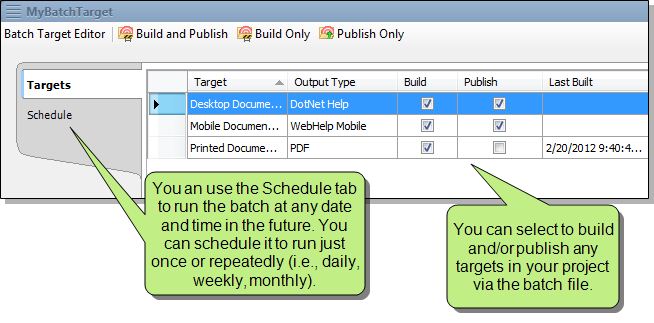 MyBatchTarget
Batch Target Editor Build and Publish Build Only Publish Only
Targets
Schedule
Target Output Type Build Publish Last Built
Desktop Docume... DotNet Help
Mobile Documen... WebHelp Mobile
Printed Docume... PDF 2/20/2012 9:40:4...
You an use the Schedule tab
to run the batch at any date
and time in the future. You
can schedule it to run just
once or repeatedly (i.e., daily,
weekly, monthly).
You can select to build
and/or publish any
targets in your project
via the batch file.